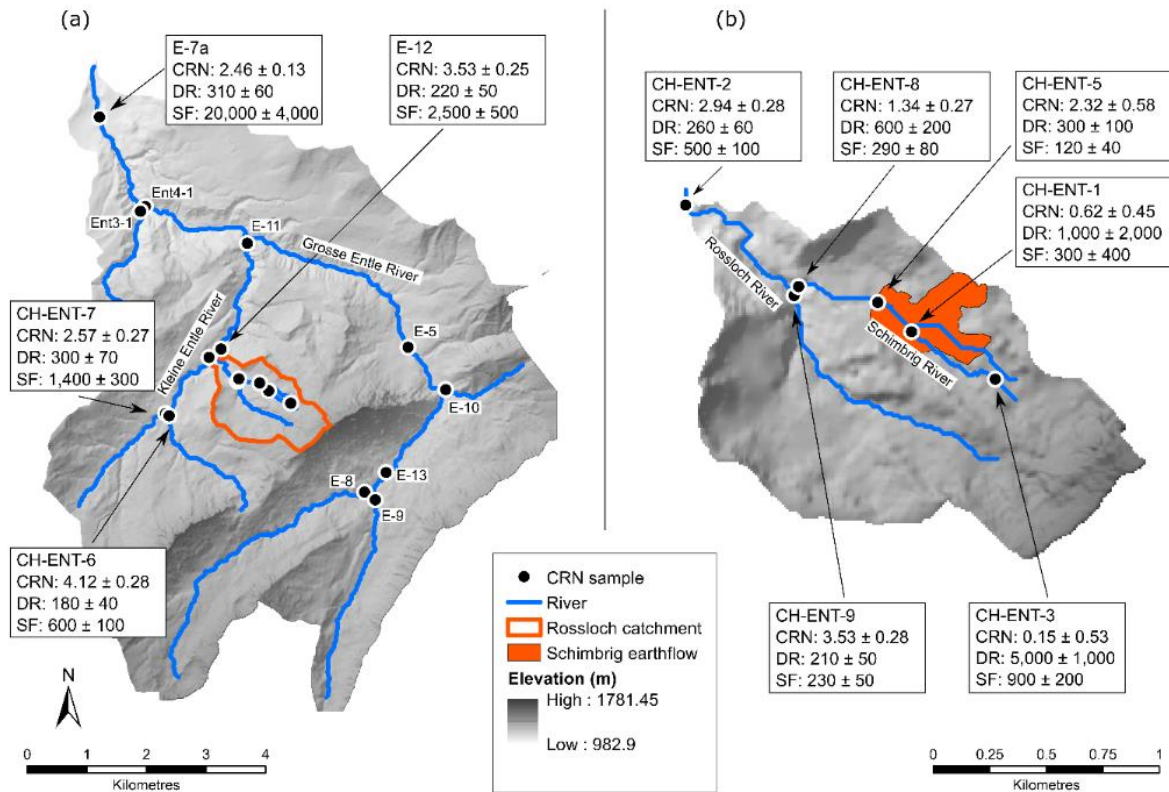 (a)
E-7a
CRN: 2.46 ± 0.13
DR: 310 ± 60
SF: 20,000 ± 4,000
E-12
CRN: 3.53 ± 0.25
DR: 220 ± 50
SF: 2,500 ± 500
Ent4-1
Ent3-1
E-11
Grosse Entle River
CH-ENT-7
CRN: 2.57 ± 0.27
DR: 300 ± 70
SF: 1,400 ± 300
Kleine Entle River
E-5
E-10
E-13
E-8
E-9
CH-ENT-6
CRN: 4.12 ± 0.28
DR: 180 ± 40
SF: 600 ± 100
N
0 1 2 3 4
Kilometres
(b)
CH-ENT-2
CRN: 2.94 ± 0.28
DR: 260 ± 60
SF: 500 ± 100
CH-ENT-8
CRN: 1.34 ± 0.27
DR: 600 ± 200
SF: 290 ± 80
CH-ENT-5
CRN: 2.32 ± 0.58
DR: 300 ± 100
SF: 120 ± 40
CH-ENT-1
CRN: 0.62 ± 0.45
DR: 1,000 ± 2,000
SF: 300 ± 400
Rossloch River
Schimbrig River
CH-ENT-9
CRN: 3.53 ± 0.28
DR: 210 ± 50
SF: 230 ± 50
CH-ENT-3
CRN: 0.15 ± 0.53
DR: 5,000 ± 1,000
SF: 900 ± 200
CRN sample
River
Rossloch catchment
Schimbrig earthflow
Elevation (m)
High : 1781.45
Low : 982.9
0 0.25 0.5 0.75 1
Kilometres